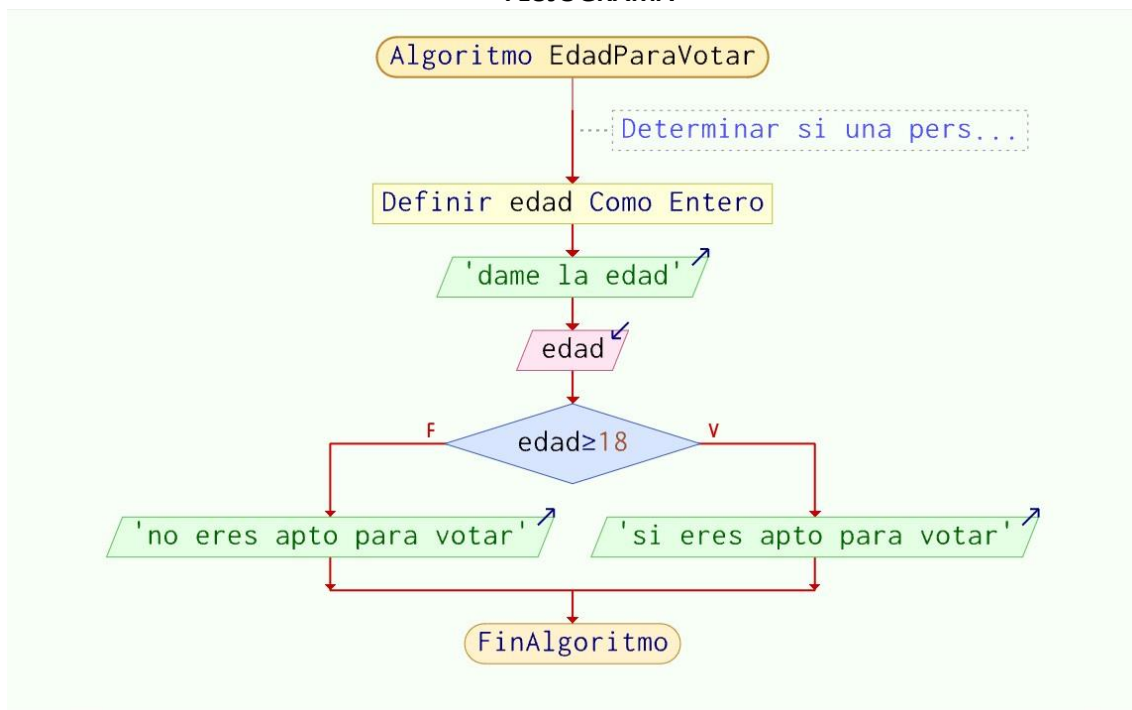 Algoritmo EdadParaVotar
Determinar si una pers...
Definir edad Como Entero
'dame la edad'
edad
F
edad≥18
V
'no eres apto para votar'
'si eres apto para votar'
FinAlgoritmo